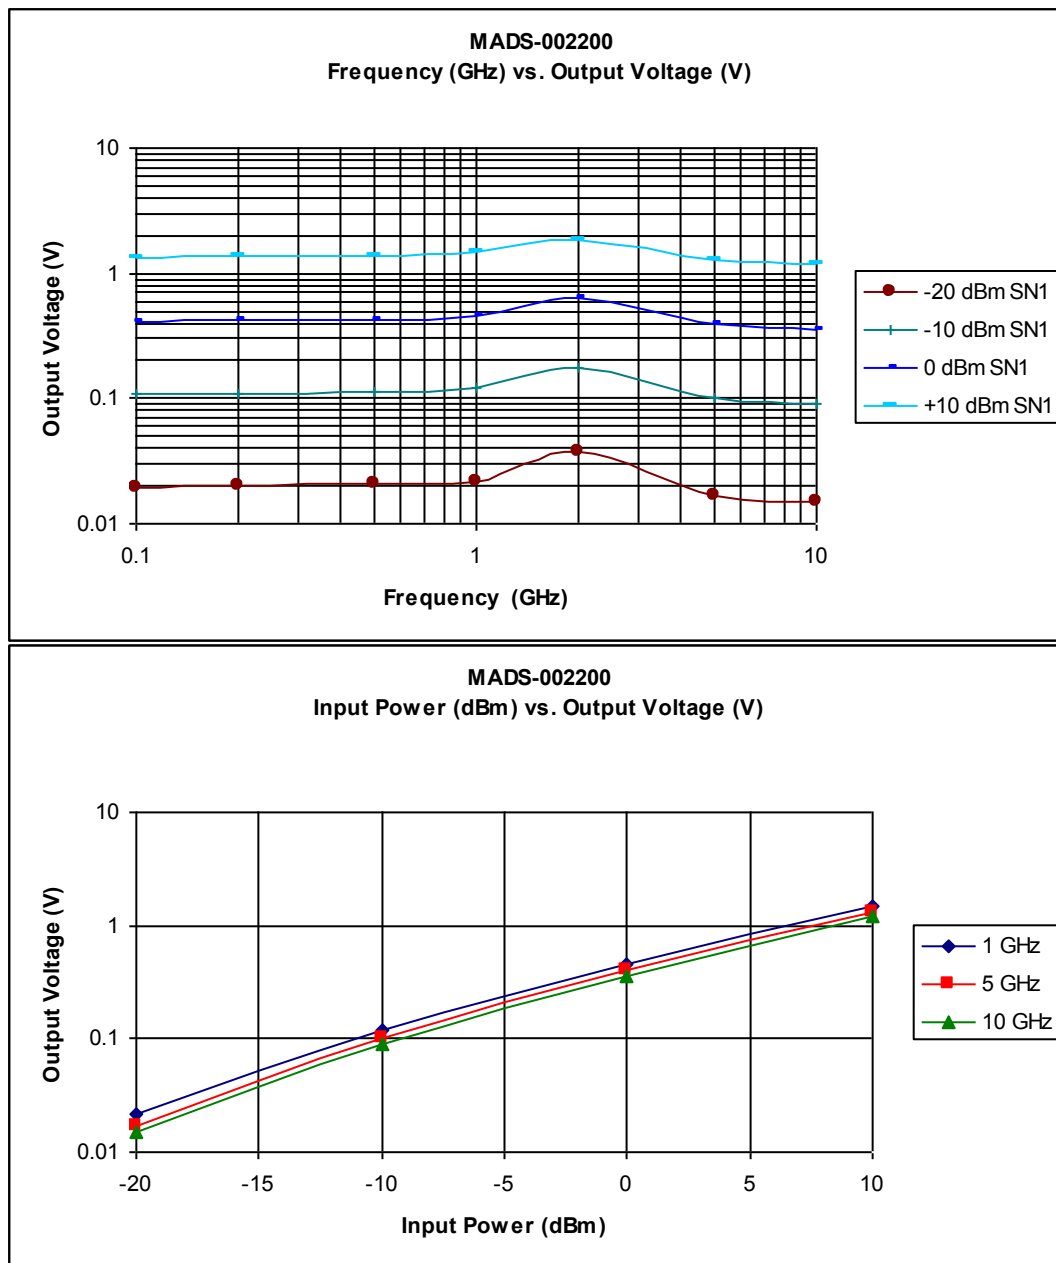 MADS-002200
Frequency (GHz) vs. Output Voltage (V)
10
1
0.1
0.01
Output Voltage (V)
0.1
1
10
Frequency (GHz)
-20 dBm SN1
-10 dBm SN1
0 dBm SN1
+10 dBm SN1
MADS-002200
Input Power (dBm) vs. Output Voltage (V)
10
1
0.1
0.01
Output Voltage (V)
-20
-15
-10
-5
0
5
10
Input Power (dBm)
1 GHz
5 GHz
10 GHz